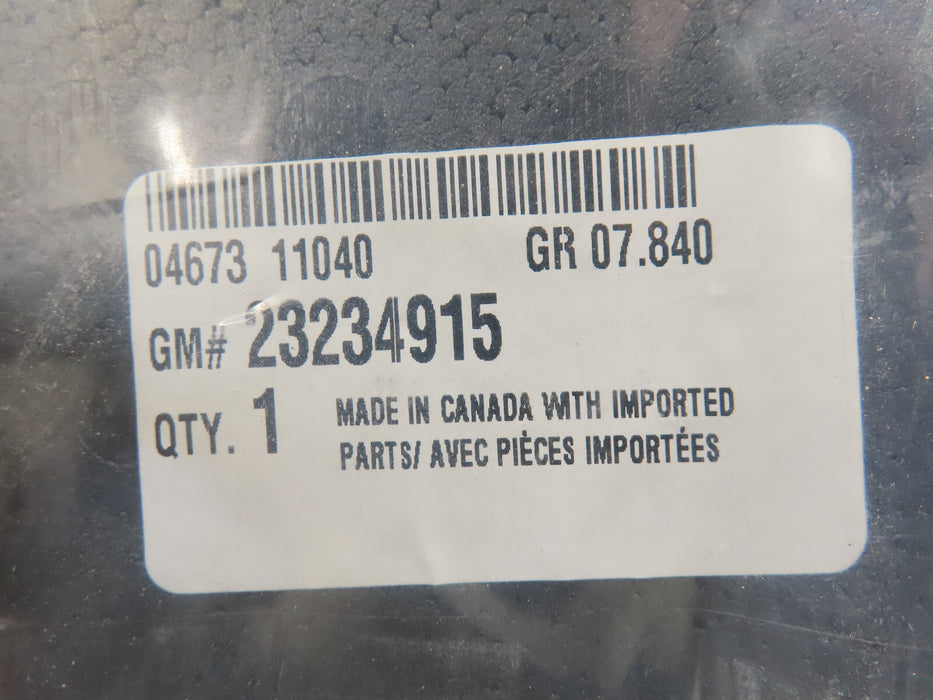 04673 11040 GR 07.840
GM# 23234915
QTY. 1 MADE IN CANADA WITH IMPORTED
PARTS/ AVEC PIÈCES IMPORTÉES